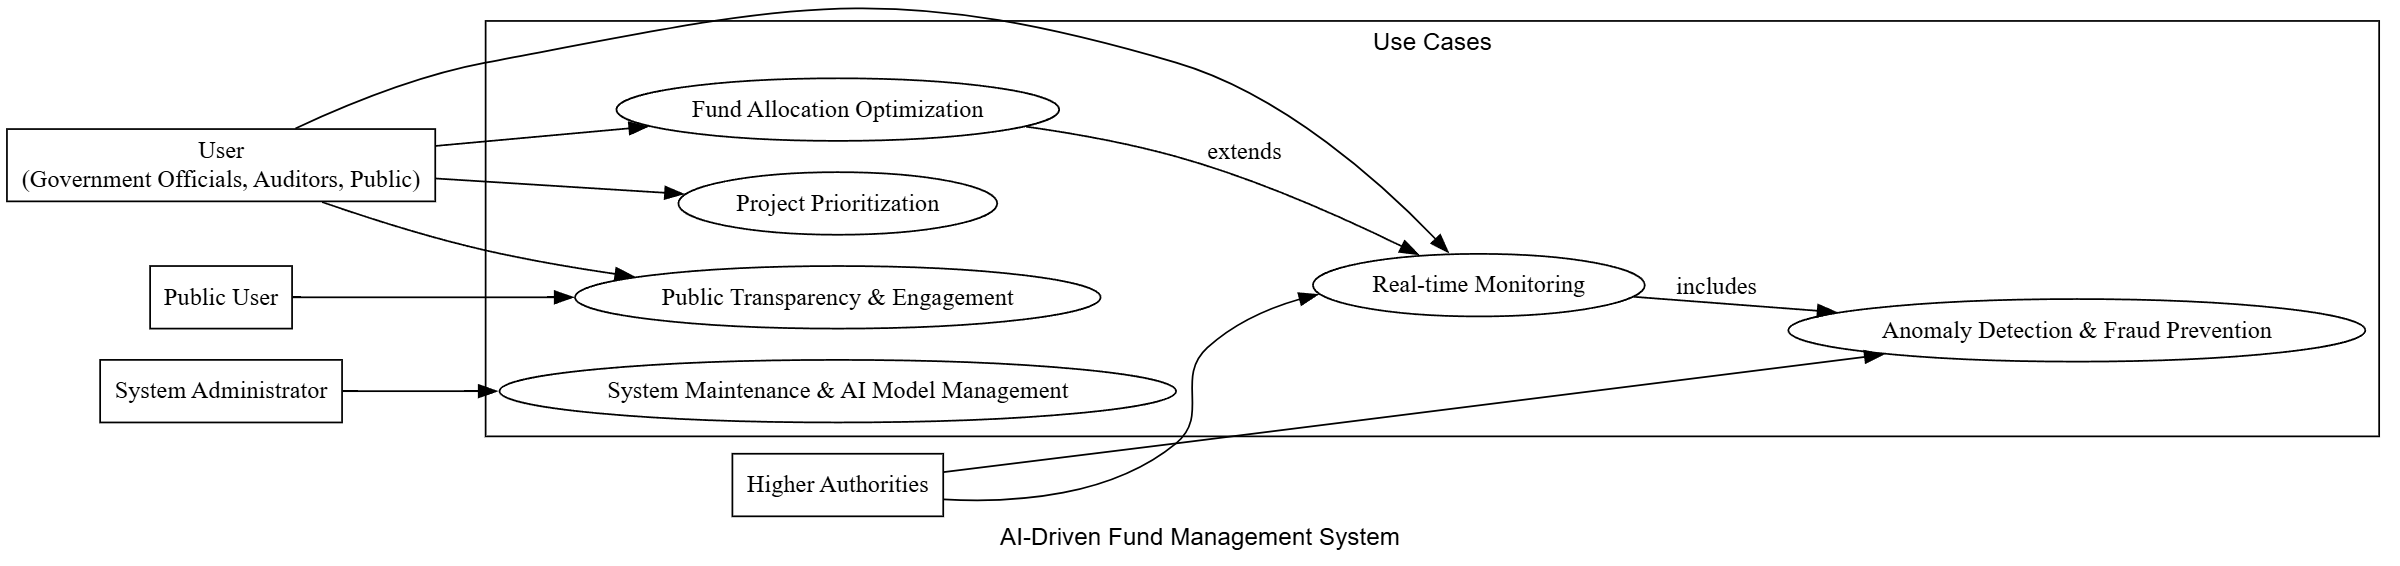 Use Cases
Fund Allocation Optimization
User
(Government Officials, Auditors, Public)
extends
Project Prioritization
Public User
Public Transparency & Engagement
Real-time Monitoring
includes
Anomaly Detection & Fraud Prevention
System Administrator
System Maintenance & AI Model Management
Higher Authorities
AI-Driven Fund Management System